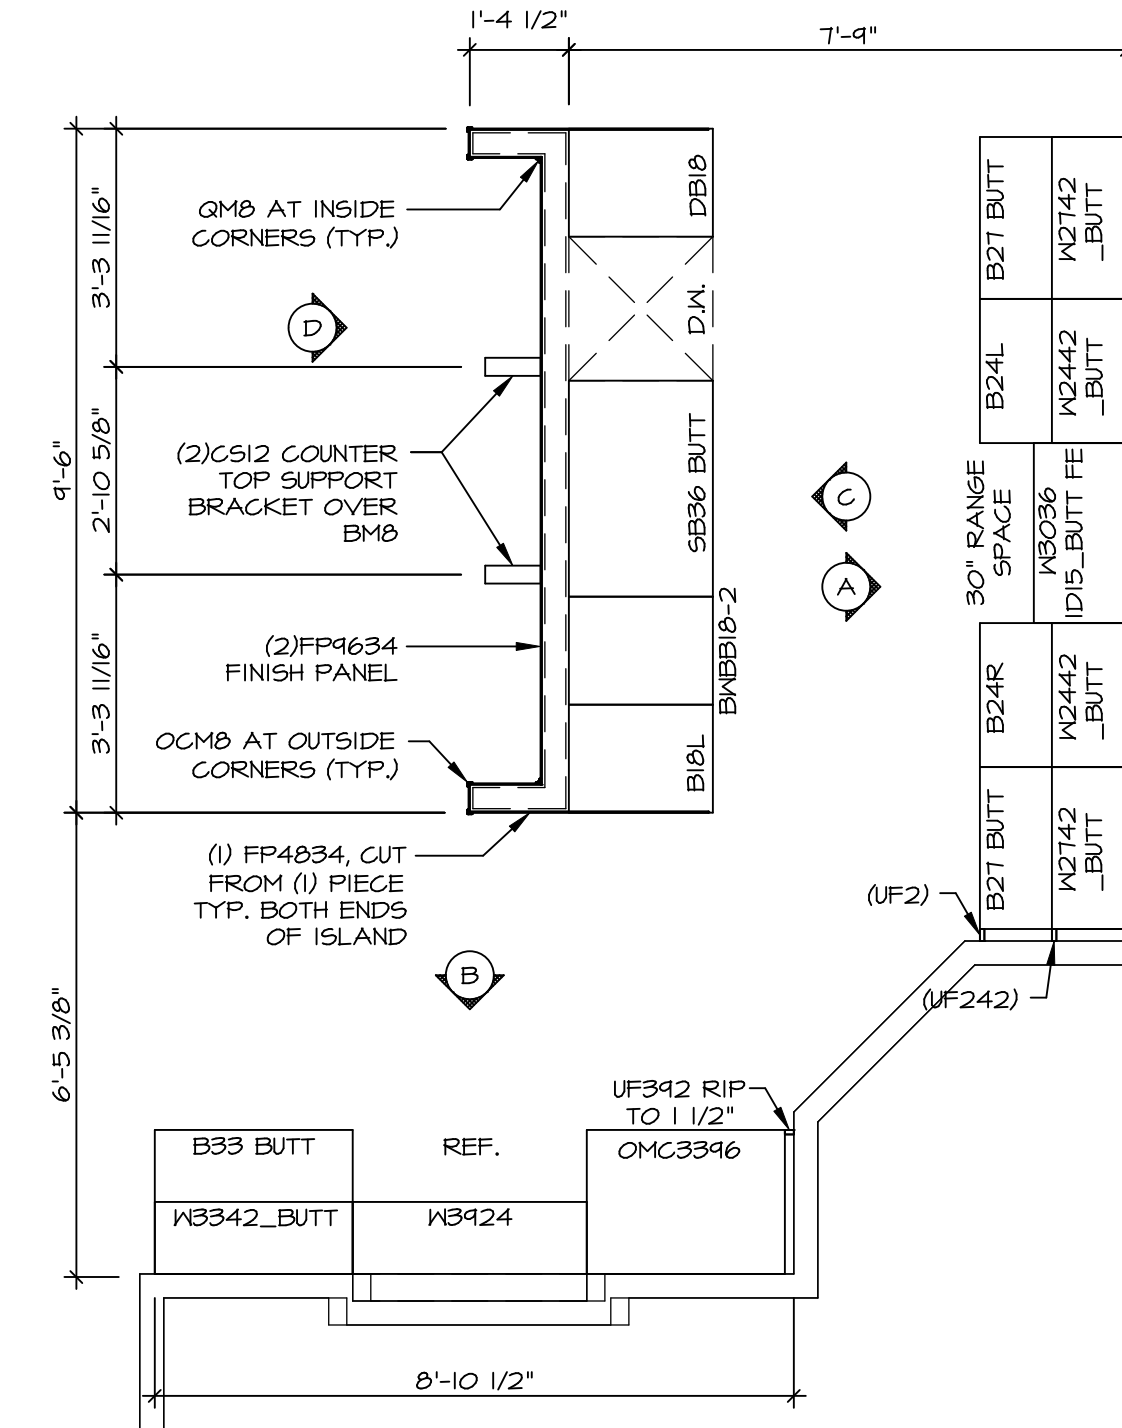 1'-4 1/2"
7'-9"
QM8 AT INSIDE
CORNERS (TYP.)
3'-3 11/16"
D
9'-6"
2'-10 5/8"
(2)CS12 COUNTER
TOP SUPPORT
BRACKET OVER
BM8
3'-3 11/16"
(2)FP9634
FINISH PANEL
OCM8 AT OUTSIDE
CORNERS (TYP.)
(1) FP4834, CUT
FROM (1) PIECE
TYP. BOTH ENDS
OF ISLAND
DB18
D.W.
SB36 BUTT
BWBB18-2
B18L
C
A
B27 BUTT
W2742
_BUTT
B24L
W2442
_BUTT
30" RANGE
SPACE
W3036
1D15_BUTT FE
B24R
W2442
_BUTT
B27 BUTT
W2742
_BUTT
(UF2)
(UF242)
B
6'-5 3/8"
UF392 RIP
TO 1 1/2"
B33 BUTT
REF.
OMC3396
W3342_BUTT
W3924
8'-10 1/2"